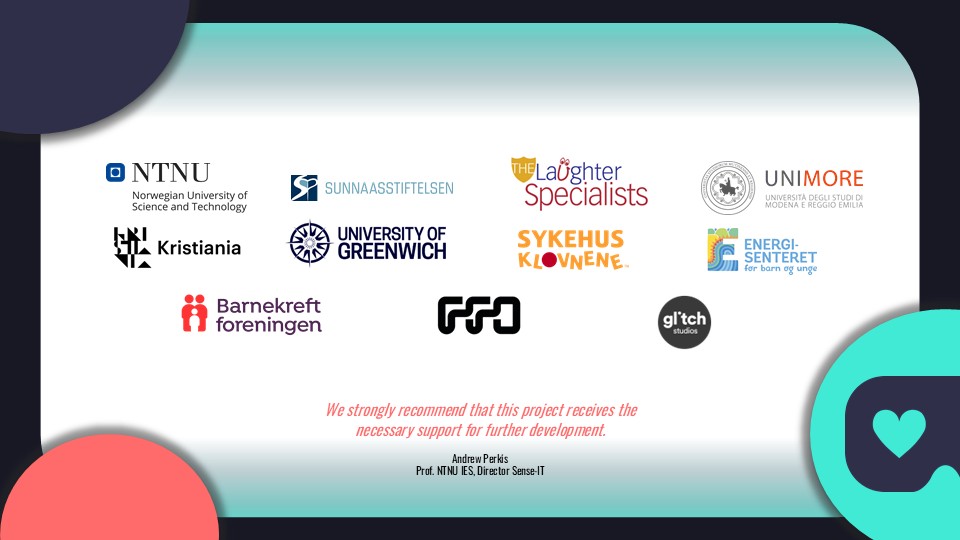 NTNU
Norwegian University of
Science and Technology
SUNNAASSTIFTELSEN
THE Laughter
Specialists
UNIMORE
UNIVERSITÀ DEGLI STUDI DI
MODENA E REGGIO EMILIA
Kristiania
UNIVERSITY OF
GREENWICH
SYKEHUS
KLOVNENE
ENERGI-
SENTERET
for barn og unge
Barnekreft
foreningen
FFO
gl*tch
studios
We strongly recommend that this project receives the
necessary support for further development.
Andrew Perkis
Prof. NTNU IES, Director Sense-IT